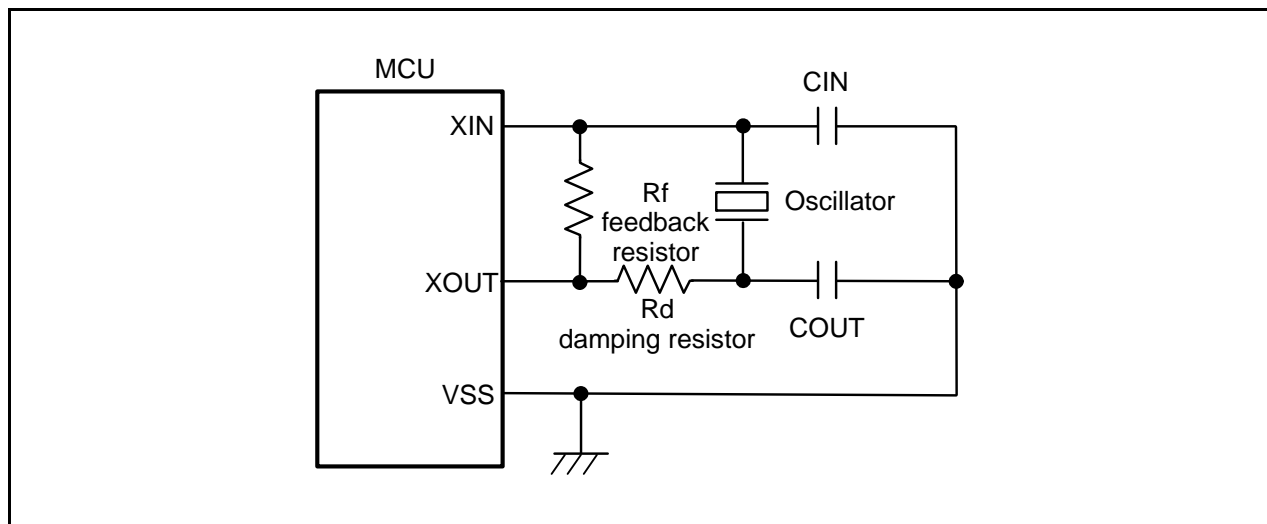 MCU
CIN
XIN
Rf
feedback
resistor
Oscillator
XOUT
Rd
damping resistor
COUT
VSS